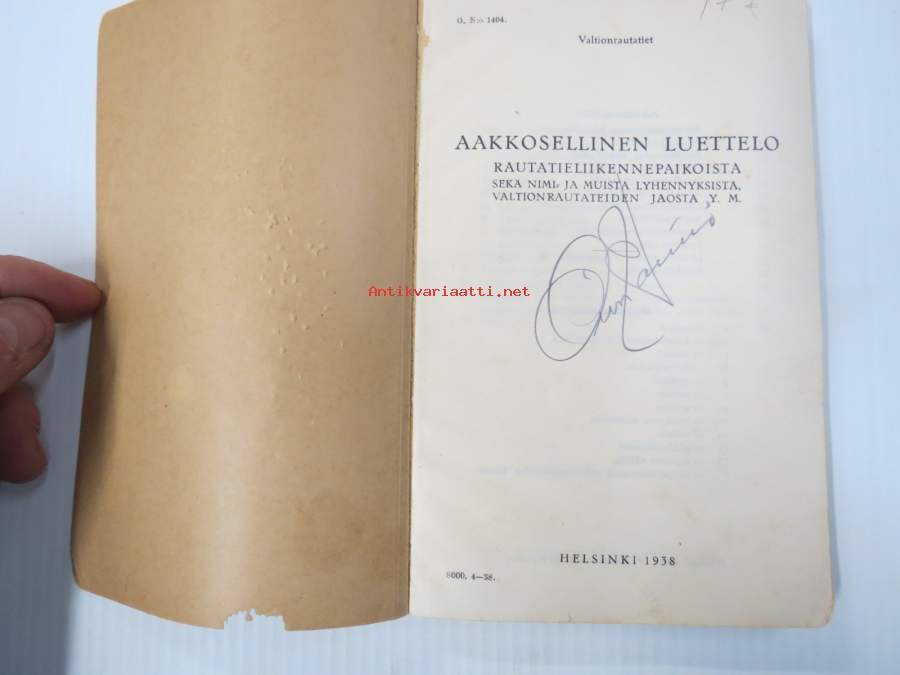 O. N:o 1404.
Valtionrautatiet
AAKKOSELLINEN LUETTELO
RAUTATIELIIKENNEPAIKOISTA
SEKÄ NIMI- JA MUISTA LYHENNYKSISTÄ,
VALTIONRAUTATEIDEN JAOSTA Y. M.
Antikvariaatti.net
HELSINKI 1938
8000. 4—38.